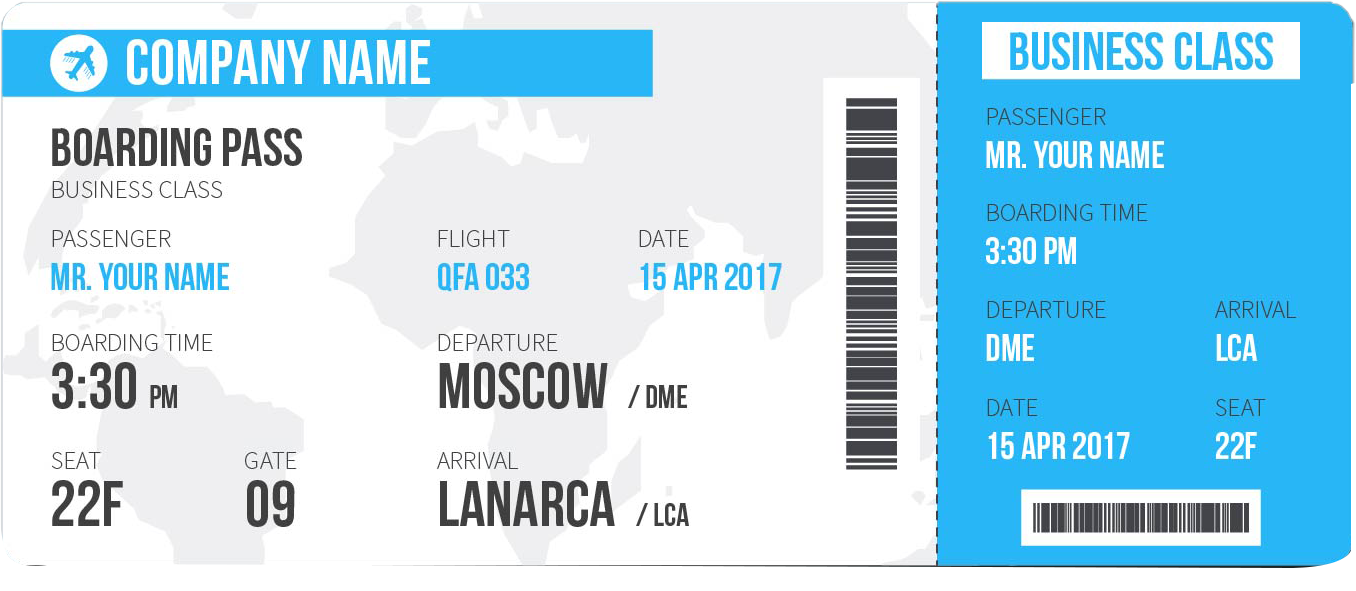 COMPANY NAME
BOARDING PASS
BUSINESS CLASS
PASSENGER
MR. YOUR NAME
FLIGHT
QFA 033
DATE
15 APR 2017
BOARDING TIME
3:30 PM
DEPARTURE
MOSCOW / DME
SEAT
22F
GATE
09
ARRIVAL
LANARCA / LCA
BUSINESS CLASS
PASSENGER
MR. YOUR NAME
BOARDING TIME
3:30 PM
DEPARTURE
DME
ARRIVAL
LCA
DATE
15 APR 2017
SEAT
22F